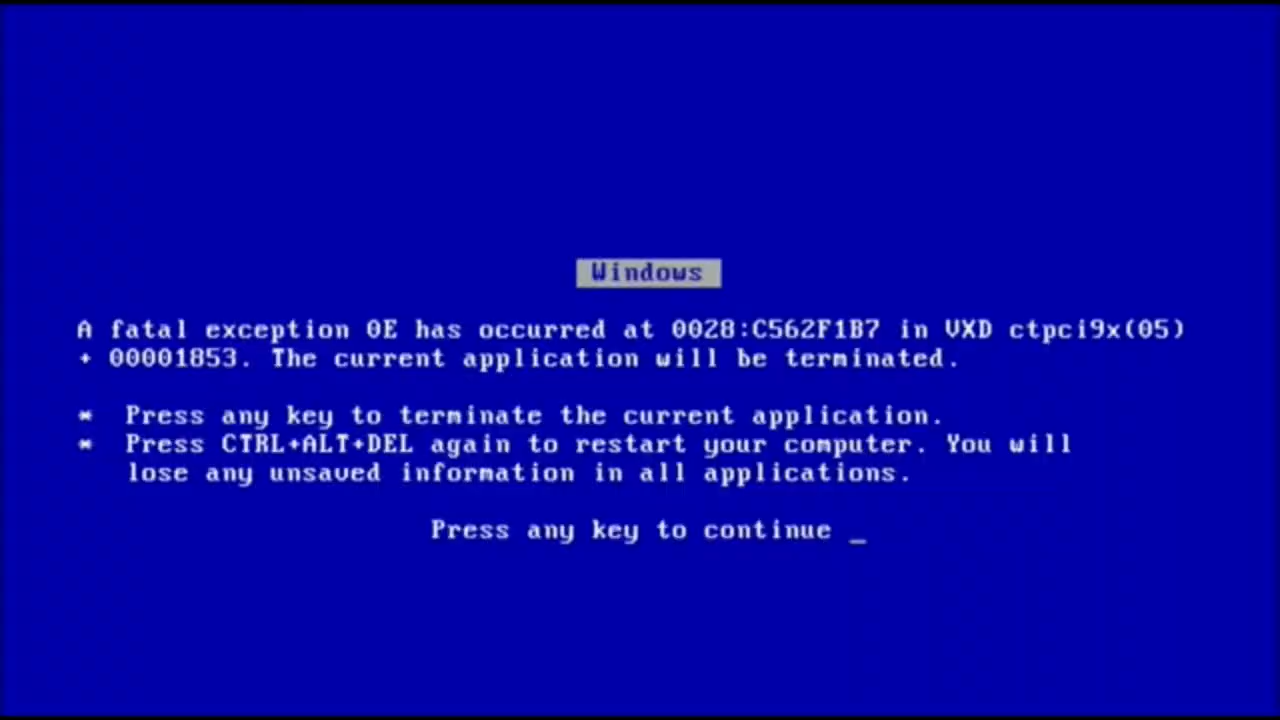 Windows
A fatal exception 0E has occurred at 0028:C562F1B7 in VXD ctpci9x(05)
+ 00001853. The current application will be terminated.
* Press any key to terminate the current application.
* Press CTRL+ALT+DEL again to restart your computer. You will
lose any unsaved information in all applications.
Press any key to continue _